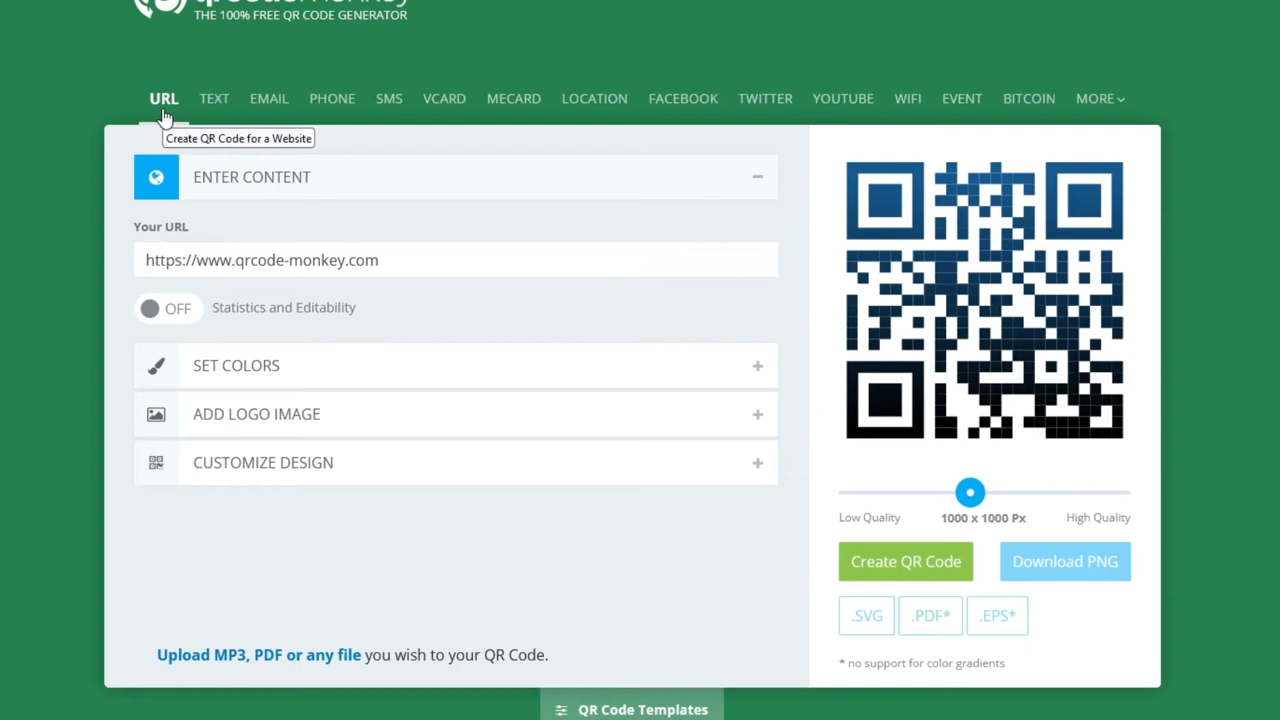 THE 100% FREE QR CODE GENERATOR
URL TEXT EMAIL PHONE SMS VCARD MECARD LOCATION FACEBOOK TWITTER YOUTUBE WIFI EVENT BITCOIN MORE
Create QR Code for a Website
ENTER CONTENT
Your URL
https://www.qrcode-monkey.com
OFF Statistics and Editability
SET COLORS
ADD LOGO IMAGE
CUSTOMIZE DESIGN
Upload MP3, PDF or any file you wish to your QR Code.
Low Quality 1000 x 1000 Px High Quality
Create QR Code Download PNG
.SVG .PDF* .EPS*
* no support for color gradients
QR Code Templates